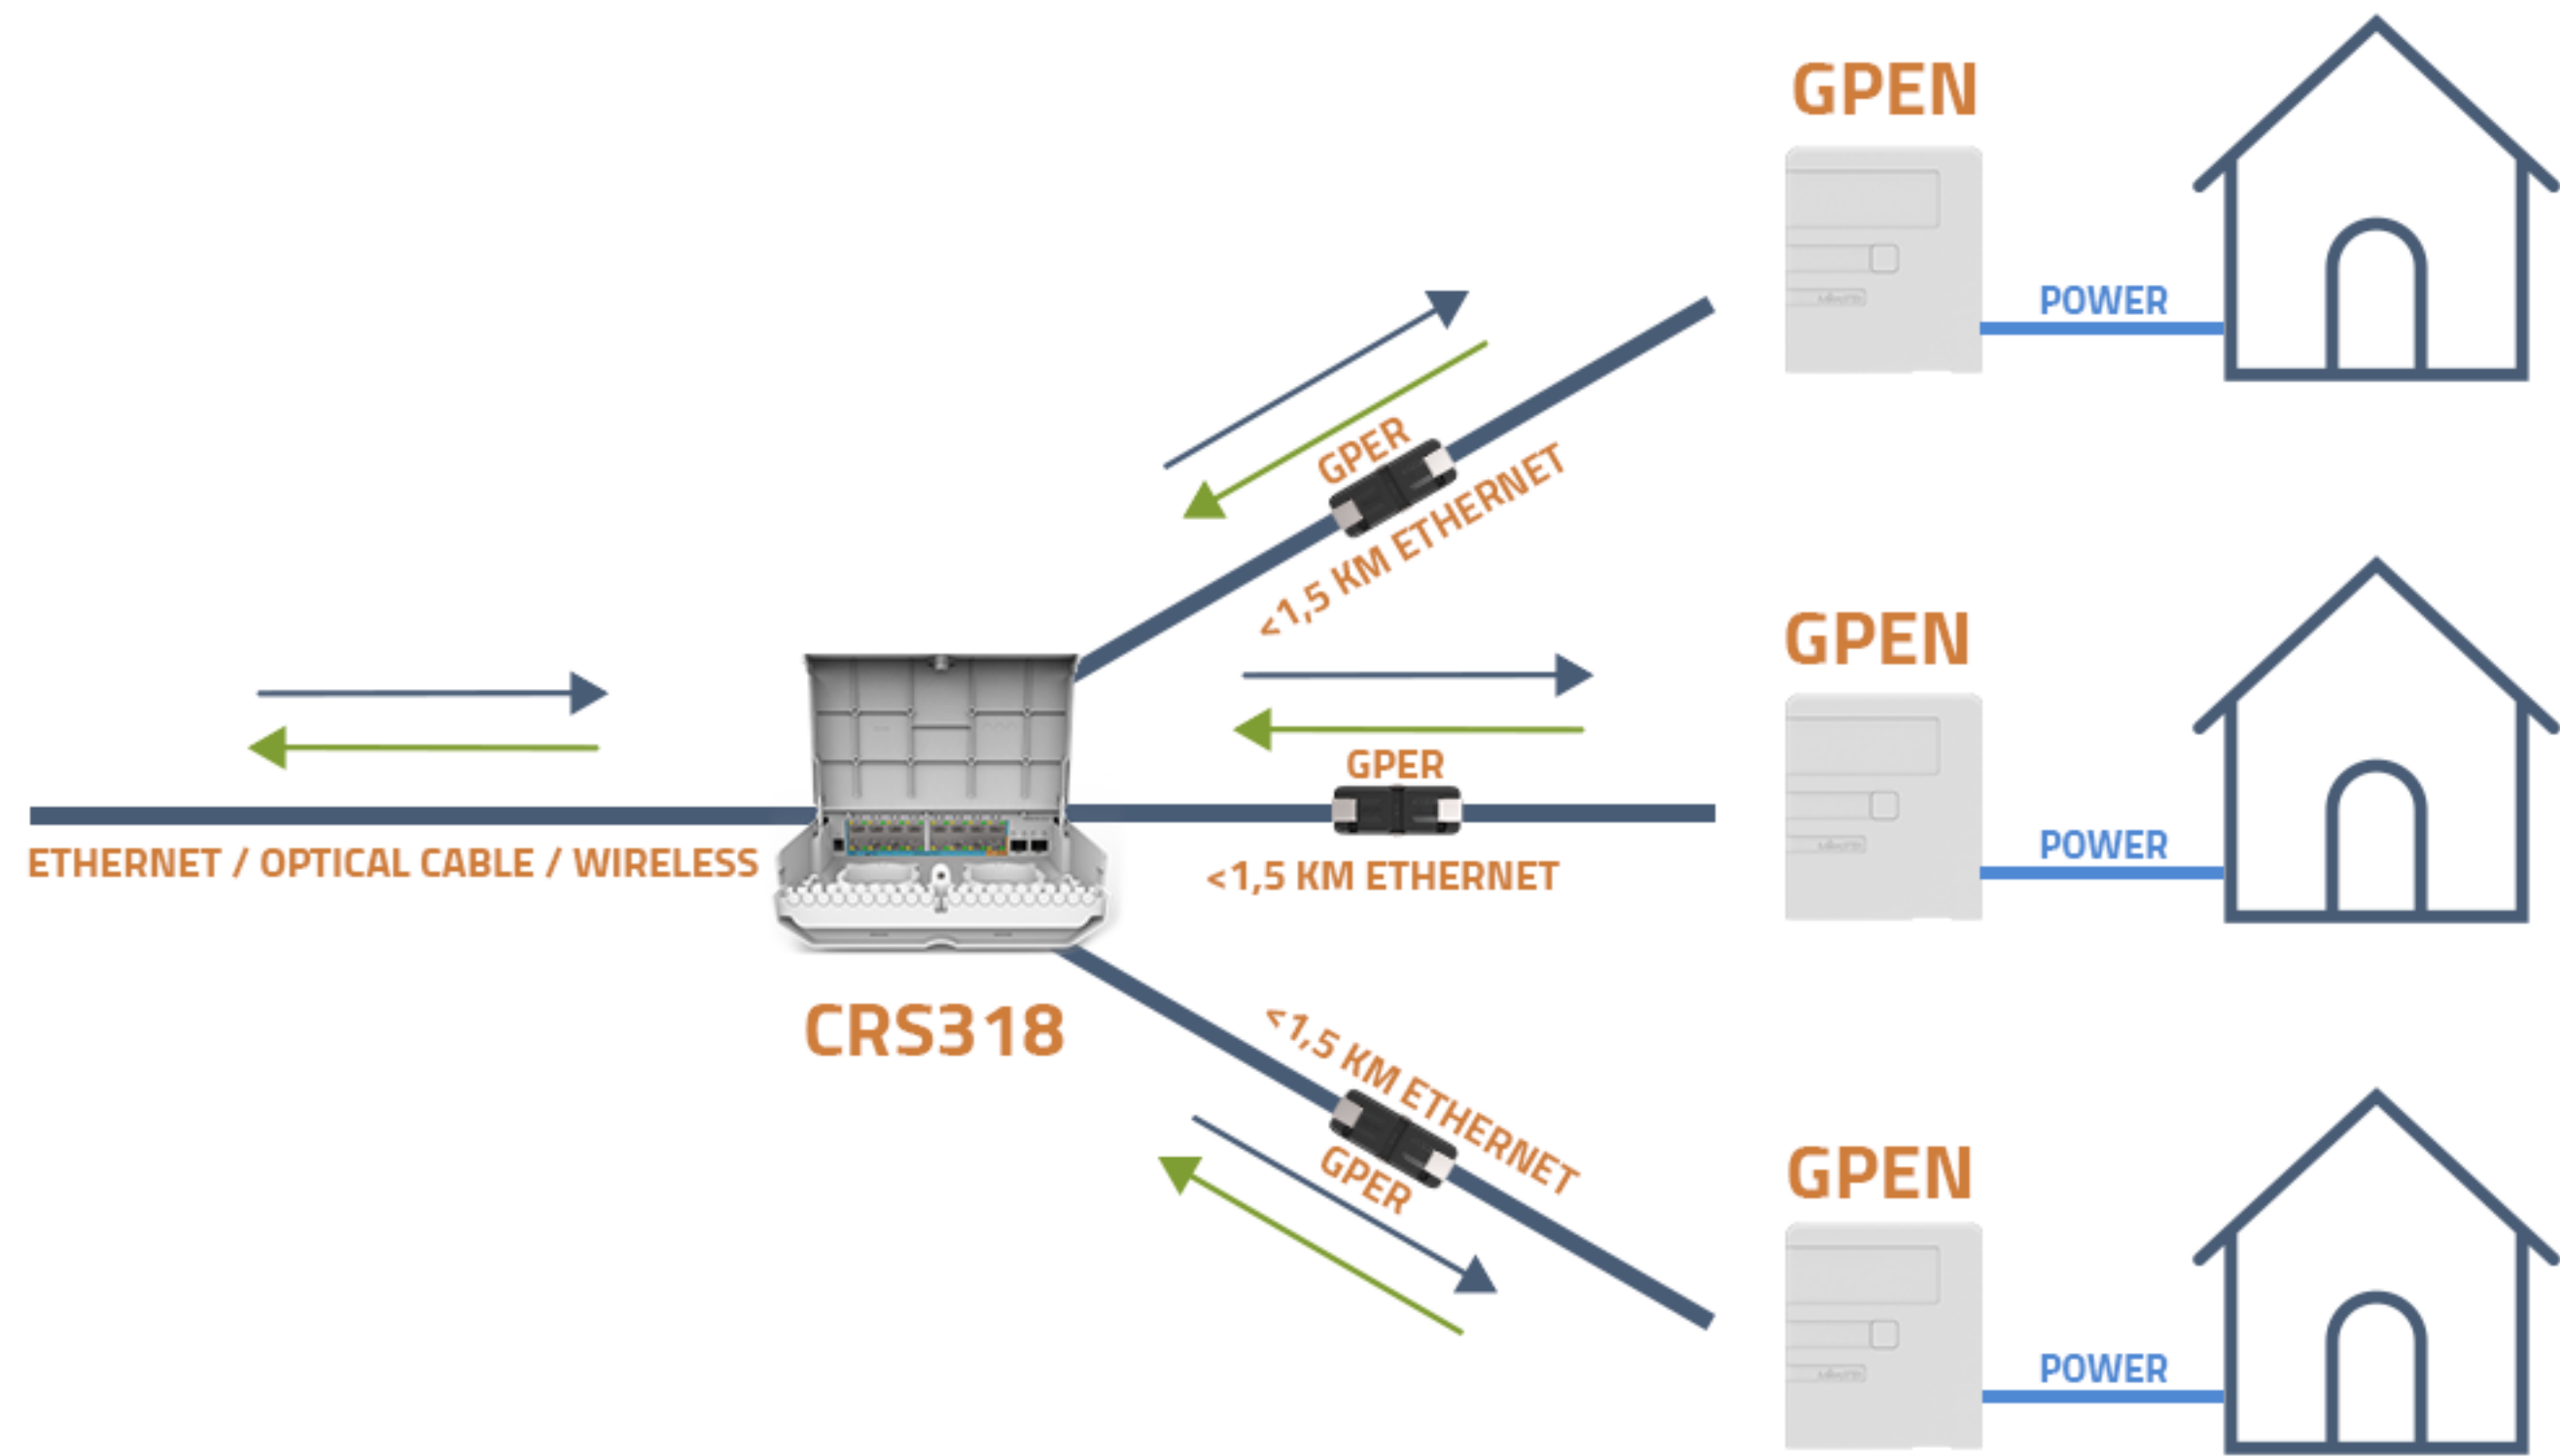 GPEN
POWER
GPER
<1,5 KM ETHERNET
GPEN
POWER
GPER
<1,5 KM ETHERNET
ETHERNET / OPTICAL CABLE / WIRELESS
CRS318
<1,5 KM ETHERNET
GPER
GPEN
POWER